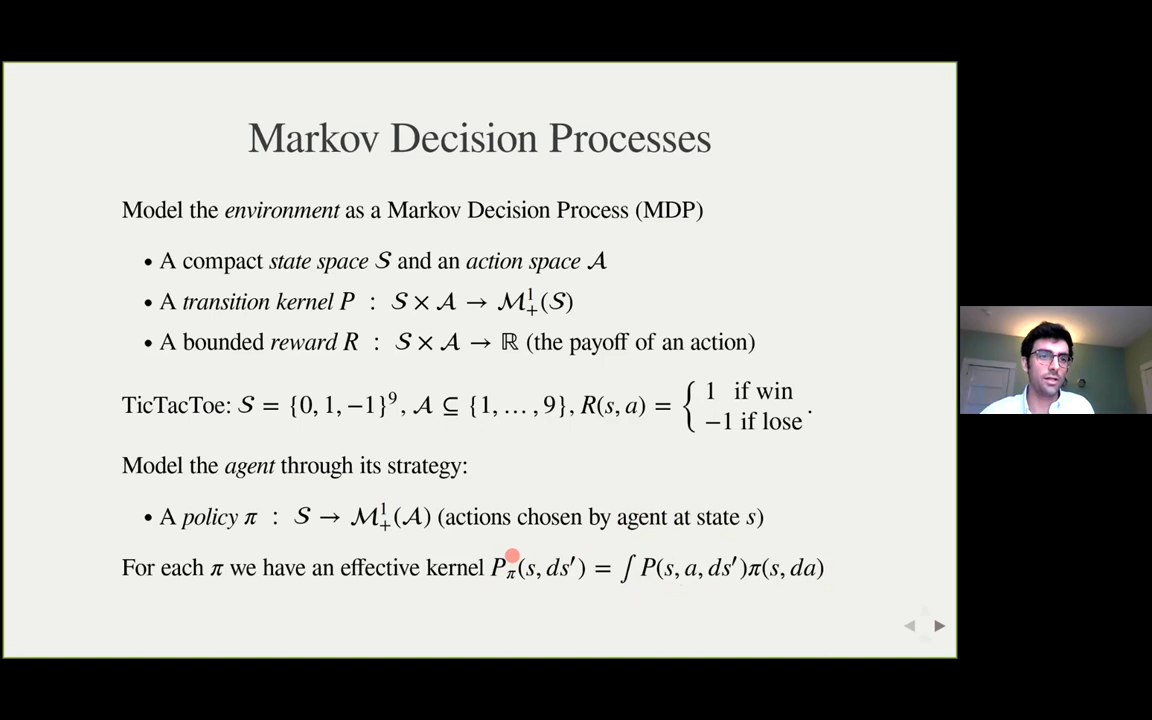 Markov Decision Processes
Model the environment as a Markov Decision Process (MDP)
• A compact state space 𝒮 and an action space 𝒜
• A transition kernel P : 𝒮 × 𝒜 → ℳ₊¹(𝒮)
• A bounded reward R : 𝒮 × 𝒜 → ℝ (the payoff of an action)
TicTacToe: 𝒮 = {0, 1, −1}⁹, 𝒜 ⊆ {1, … , 9}, R(s, a) = { 1 if win
−1 if lose .
Model the agent through its strategy:
• A policy π : 𝒮 → ℳ₊¹(𝒜) (actions chosen by agent at state s)
For each π we have an effective kernel P_π(s, ds′) = ∫ P(s, a, ds′)π(s, da)